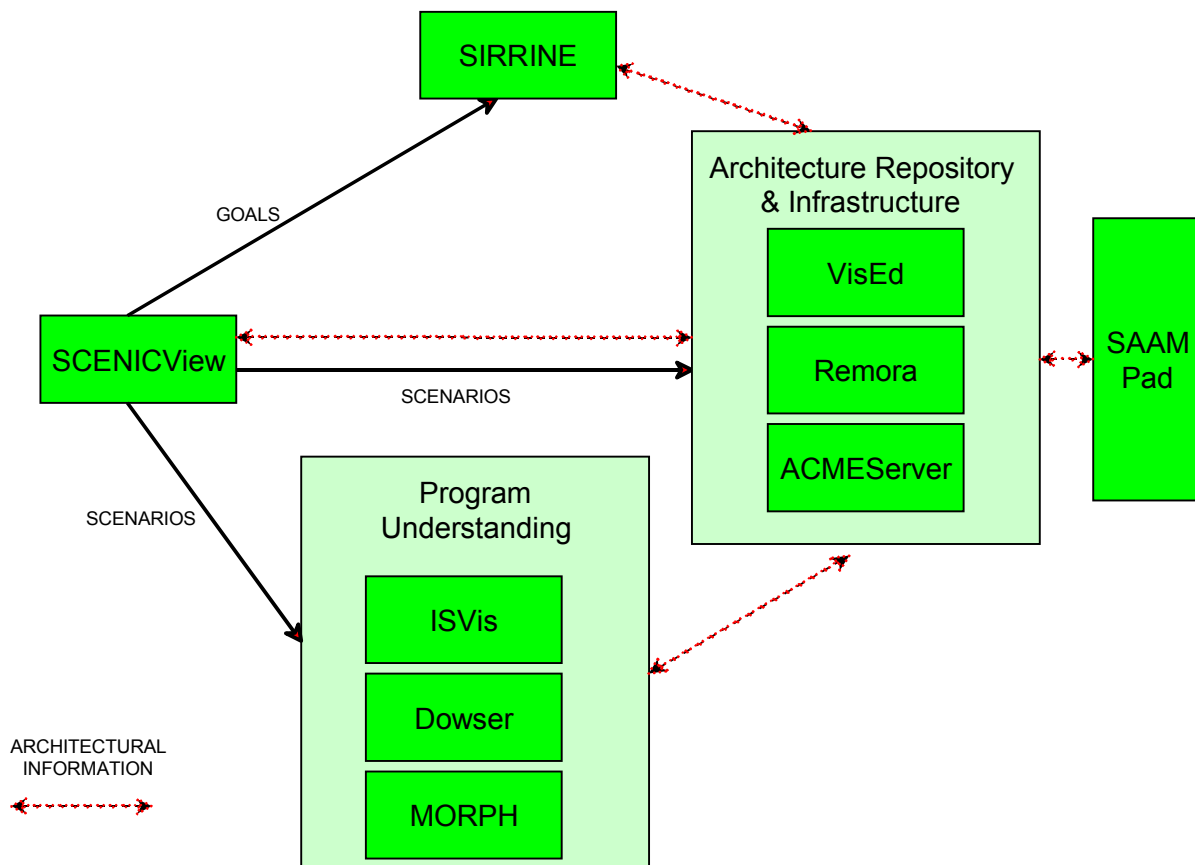 SIRRINE
Architecture Repository
& Infrastructure
GOALS
VisEd
SCENICView
Remora
SAAM
Pad
SCENARIOS
ACMEServer
Program
Understanding
SCENARIOS
ISVis
Dowser
ARCHITECTURAL
INFORMATION
MORPH